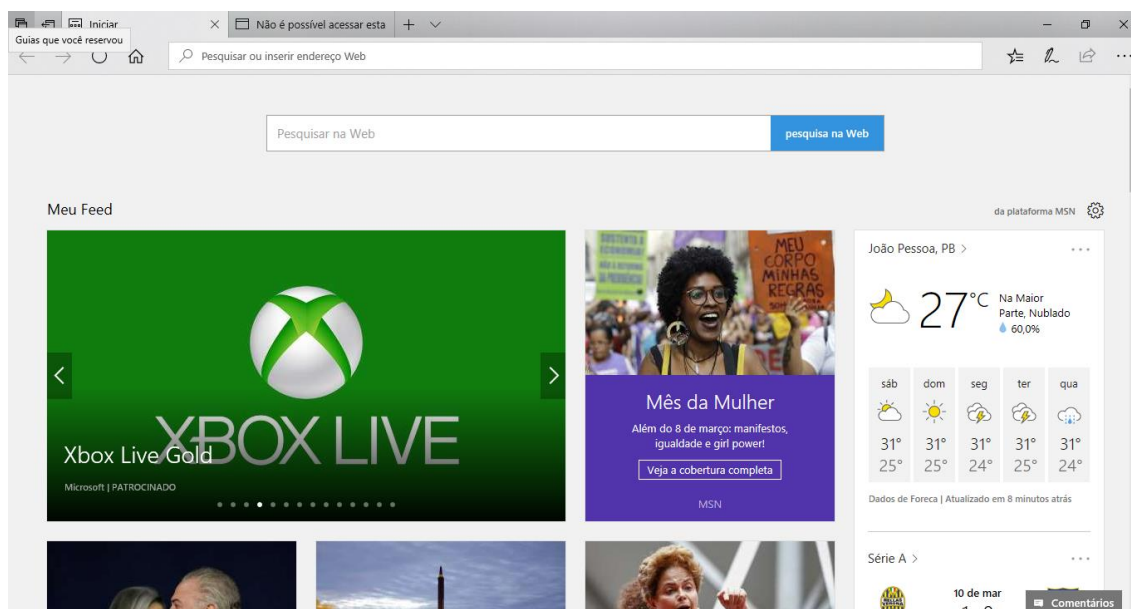 Iniciar
Não é possível acessar esta
Guias que você reservou
Pesquisar ou inserir endereço Web
Pesquisar na Web
pesquisa na Web
Meu Feed
da plataforma MSN
XBOX LIVE
Xbox Live Gold
Microsoft | PATROCINADO
MEU
CORPO
MINHAS
REGRAS
Mês da Mulher
Além do 8 de março: manifestos,
igualdade e girl power!
Veja a cobertura completa
MSN
João Pessoa, PB >
27°C
Na Maior
Parte, Nublado
60,0%
sáb dom seg ter qua
31° 31° 31° 31° 31°
25° 25° 24° 25° 24°
Dados de Foreca | Atualizado em 8 minutos atrás
Série A >
10 de mar
Comentários